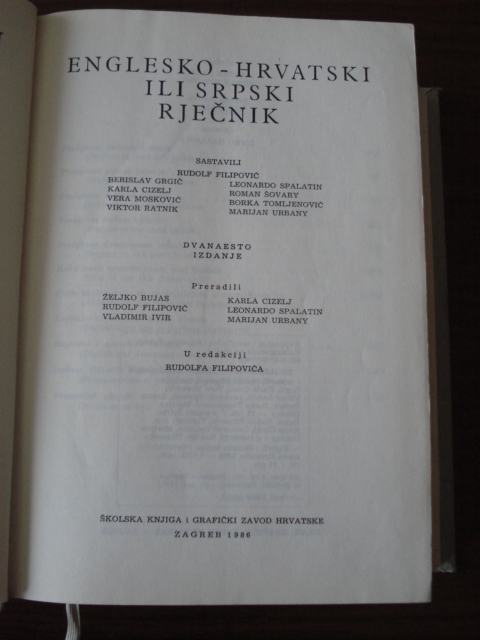 ENGLESKO - HRVATSKI
ILI SRPSKI
RJEČNIK
SASTAVILI
RUDOLF FILIPOVIĆ
BERISLAV GRGIĆ
KARLA CIZELJ
VERA MOSKOVIĆ
VIKTOR RATNIK
LEONARDO SPALATIN
ROMAN ŠOVARY
BORKA TOMLJENOVIĆ
MARIJAN URBANY
DVANAESTO
IZDANJE
Preradili
ŽELJKO BUJAS
RUDOLF FILIPOVIĆ
VLADIMIR IVIR
KARLA CIZELJ
LEONARDO SPALATIN
MARIJAN URBANY
U redakciji
RUDOLFA FILIPOVIĆA
ŠKOLSKA KNJIGA i GRAFIČKI ZAVOD HRVATSKE
ZAGREB 1986